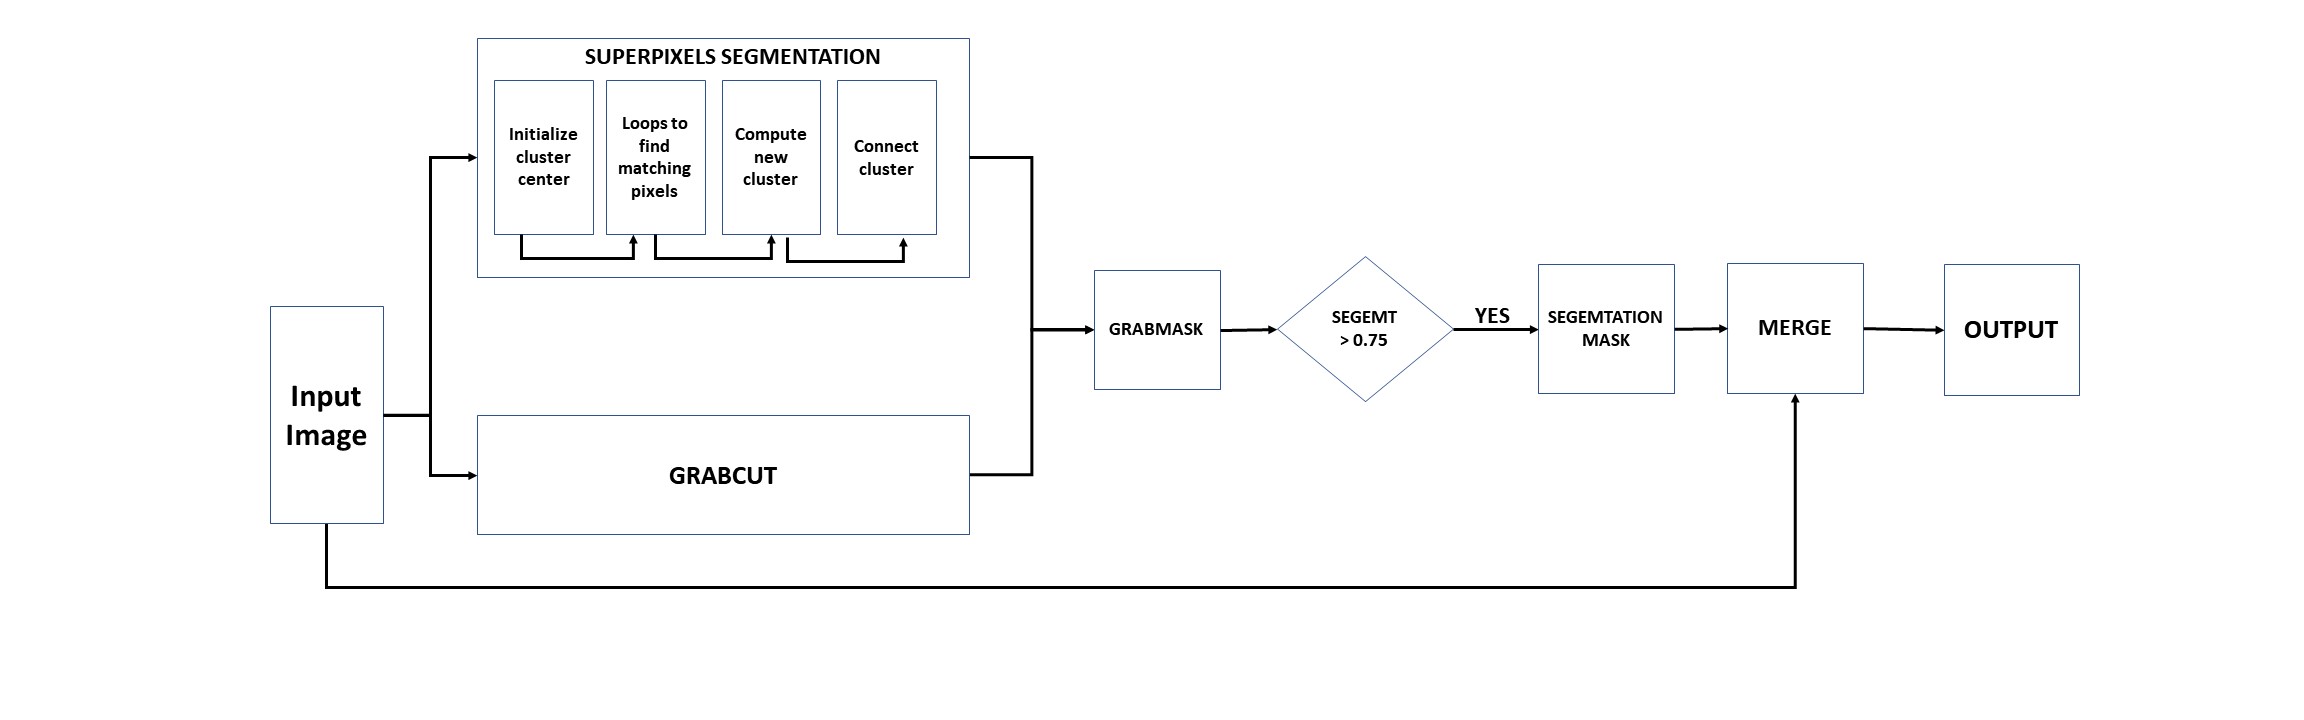 SUPERPIXELS SEGMENTATION
Initialize
cluster
center
Loops to
find
matching
pixels
Compute
new
cluster
Connect
cluster
Input
Image
GRABCUT
GRABMASK
SEGEMT
> 0.75
YES
SEGEMTATION
MASK
MERGE
OUTPUT